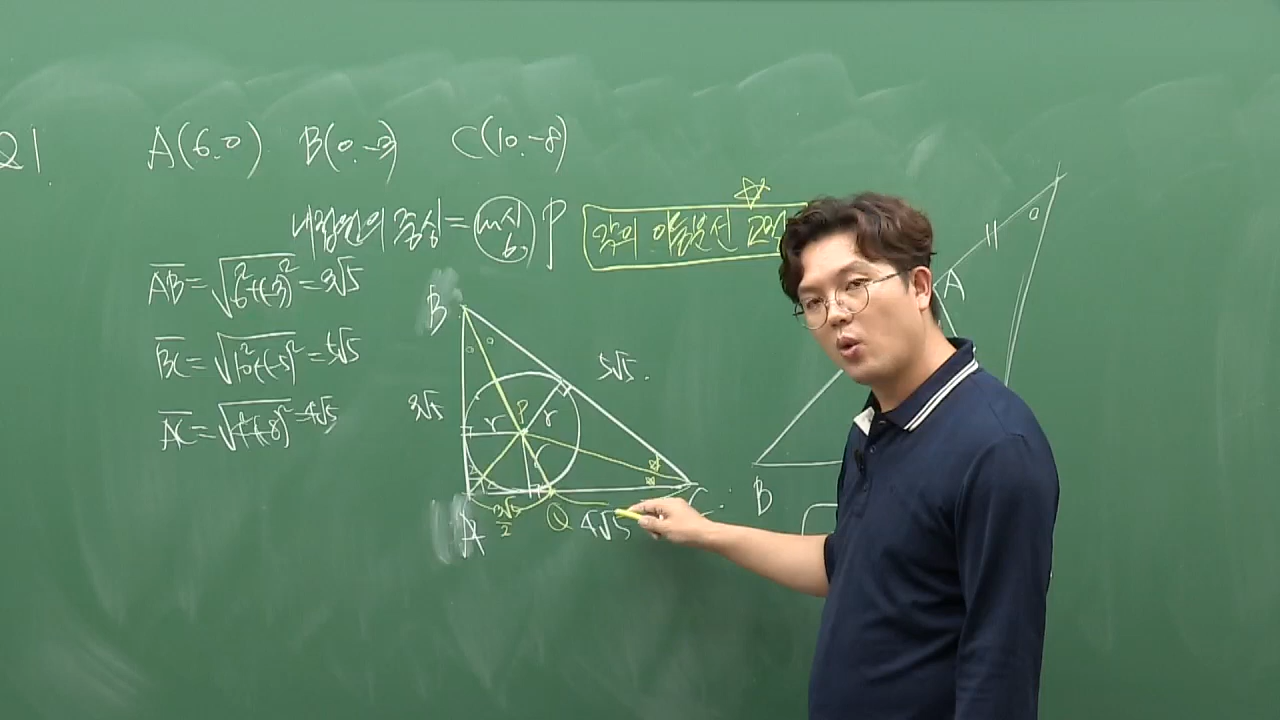 Q1. A(6.0) B(0.-3) C(10.-8)
내접원의 중심 = 내심 P
각의 이등분선 2번
AB = √6²+(-3)² = 3√5
BC = √10²+(-5)² = 5√5
AC = √4²+(-8)² = 4√5
B
5√5.
3√5
r P r
r
3√5/2 Q 4√5 C
A
A
B